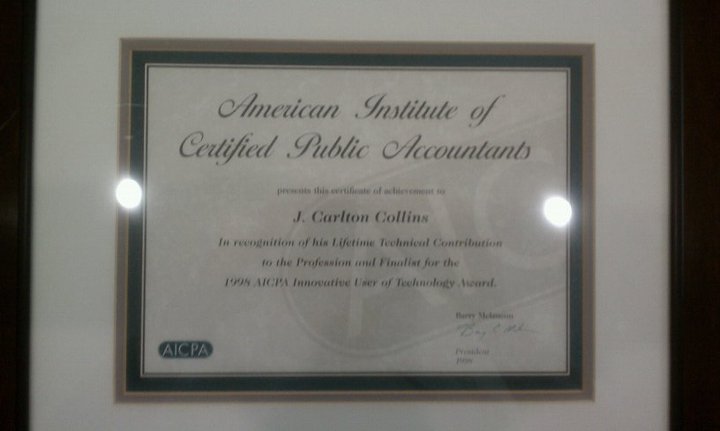 American Institute of
Certified Public Accountants
presents this certificate of achievement to
J. Carlton Collins
In recognition of his Lifetime Technical Contribution
to the Profession and Finalist for the
1998 AICPA Innovative User of Technology Award.
Barry Melancon
President
1998
AICPA